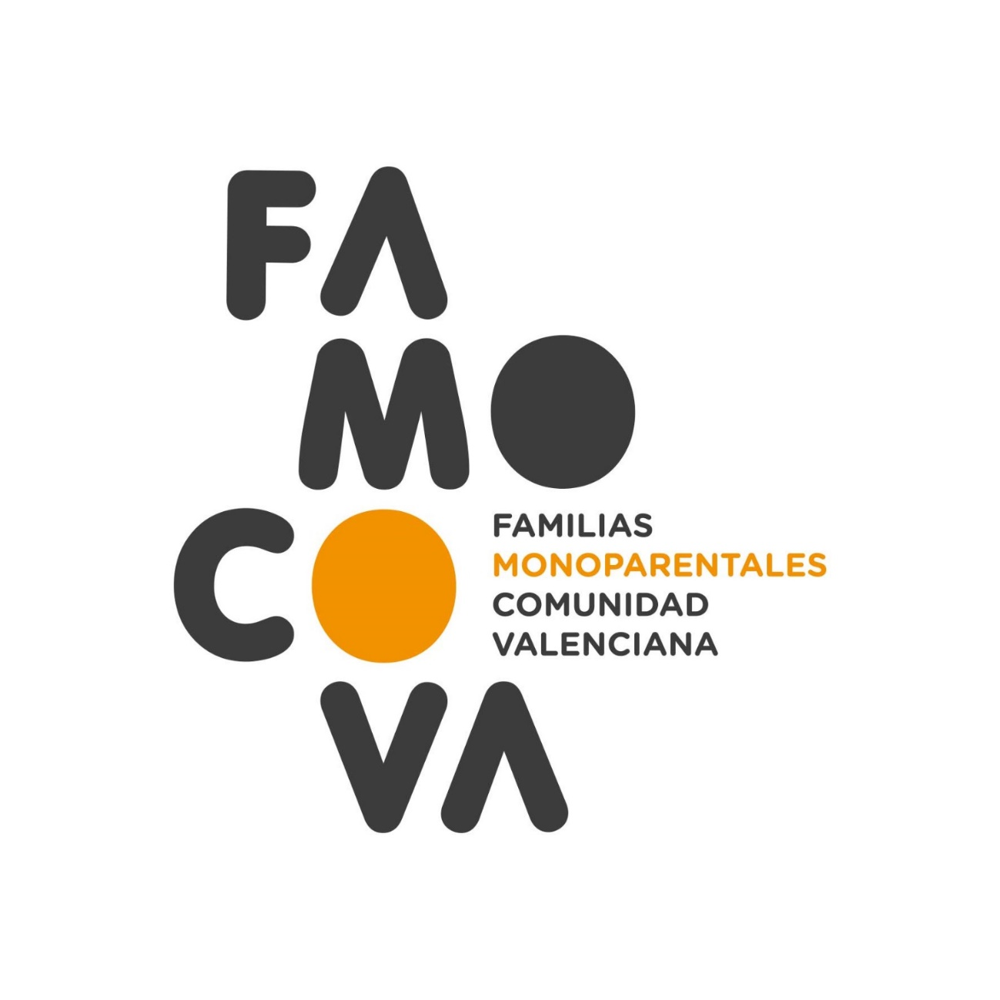 FA
MO
CO
FAMILIAS
MONOPARENTALES
COMUNIDAD
VALENCIANA
VA